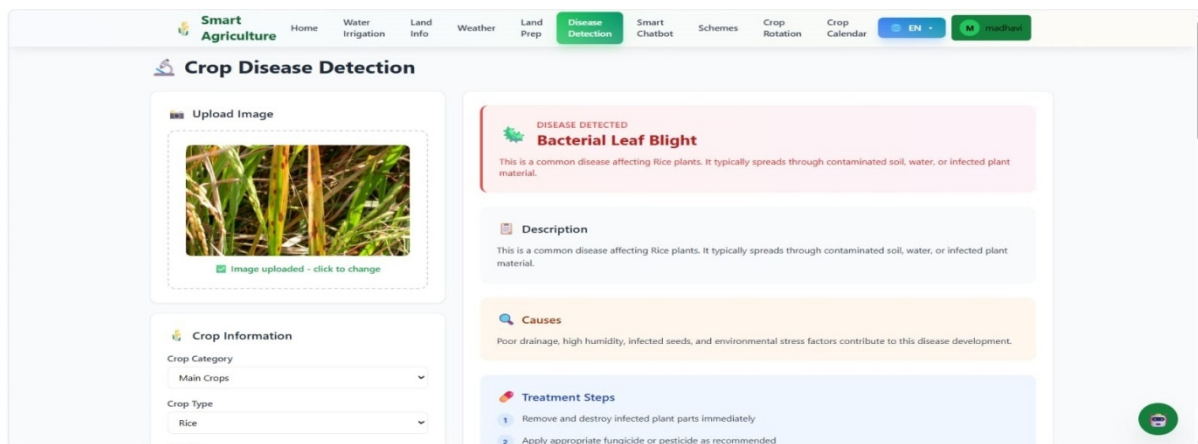 Smart
Agriculture
Home
Water
Irrigation
Land
Info
Weather
Land
Prep
Disease
Detection
Smart
Chatbot
Schemes
Crop
Rotation
Crop
Calendar
EN
M madhavi
Crop Disease Detection
Upload Image
Image uploaded - click to change
Crop Information
Crop Category
Main Crops
Crop Type
Rice
DISEASE DETECTED
Bacterial Leaf Blight
This is a common disease affecting Rice plants. It typically spreads through contaminated soil, water, or infected plant
material.
Description
This is a common disease affecting Rice plants. It typically spreads through contaminated soil, water, or infected plant
material.
Causes
Poor drainage, high humidity, infected seeds, and environmental stress factors contribute to this disease development.
Treatment Steps
1 Remove and destroy infected plant parts immediately
2 Apply appropriate fungicide or pesticide as recommended